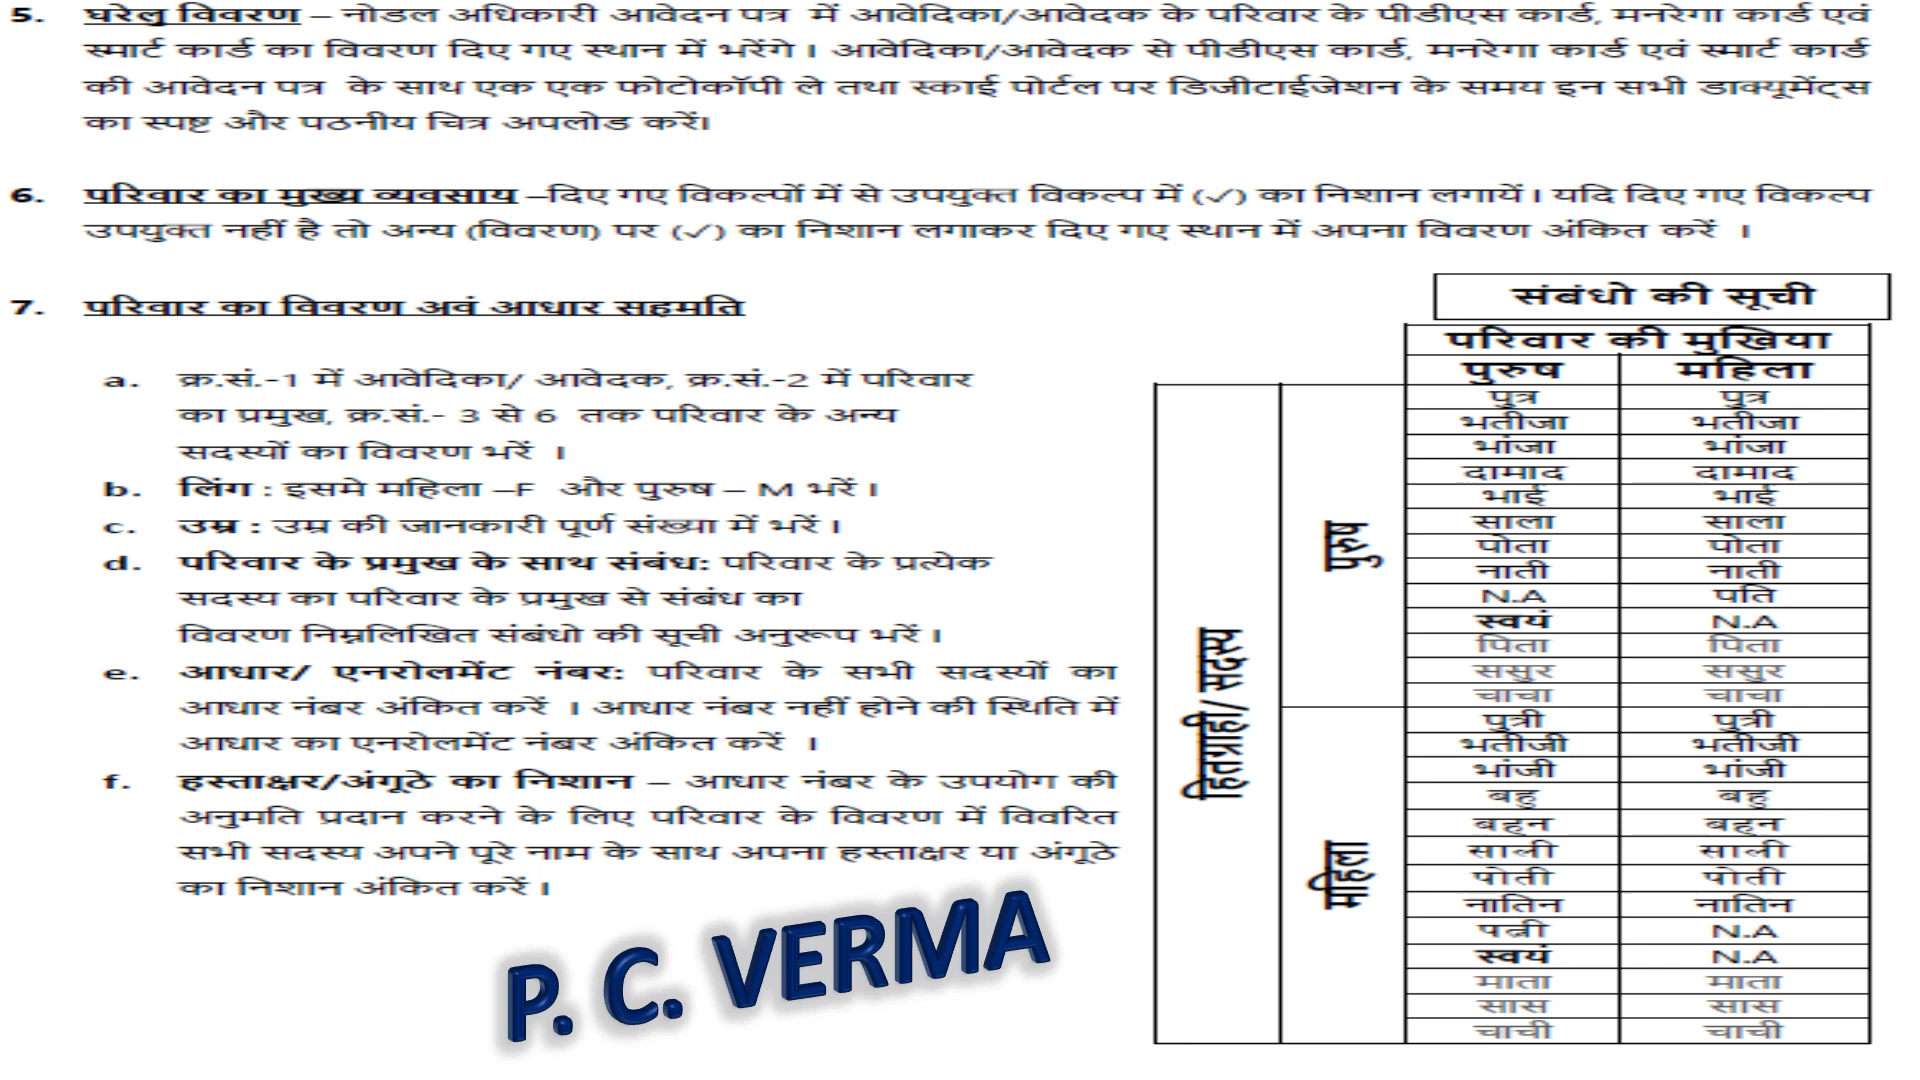 5. घरेलु विवरण – नोडल अधिकारी आवेदन पत्र में आवेदिका/आवेदक के परिवार के पीडीएस कार्ड, मनरेगा कार्ड एवं
स्मार्ट कार्ड का विवरण दिए गए स्थान में भरेंगे । आवेदिका/आवेदक से पीडीएस कार्ड, मनरेगा कार्ड एवं स्मार्ट कार्ड
की आवेदन पत्र के साथ एक एक फोटोकॉपी ले तथा स्काई पोर्टल पर डिजीटाईजेशन के समय इन सभी डाक्यूमेंट्स
का स्पष्ट और पठनीय चित्र अपलोड करें।
6. परिवार का मुख्य व्यवसाय –दिए गए विकल्पों में से उपयुक्त विकल्प में (✓) का निशान लगायें । यदि दिए गए विकल्प
उपयुक्त नहीं है तो अन्य (विवरण) पर (✓) का निशान लगाकर दिए गए स्थान में अपना विवरण अंकित करें ।
7. परिवार का विवरण अवं आधार सहमति
a. क्र.सं.-1 में आवेदिका/ आवेदक, क्र.सं.-2 में परिवार
का प्रमुख, क्र.सं.- 3 से 6 तक परिवार के अन्य
सदस्यों का विवरण भरें ।
b. लिंग : इसमे महिला –F और पुरुष – M भरें ।
c. उम्र : उम्र की जानकारी पूर्ण संख्या में भरें ।
d. परिवार के प्रमुख के साथ संबंध: परिवार के प्रत्येक
सदस्य का परिवार के प्रमुख से संबंध का
विवरण निम्नलिखित संबंधो की सूची अनुरूप भरें ।
e. आधार/ एनरोलमेंट नंबर: परिवार के सभी सदस्यों का
आधार नंबर अंकित करें । आधार नंबर नहीं होने की स्थिति में
आधार का एनरोलमेंट नंबर अंकित करें ।
f. हस्ताक्षर/अंगूठे का निशान – आधार नंबर के उपयोग की
अनुमति प्रदान करने के लिए परिवार के विवरण में विवरित
सभी सदस्य अपने पूरे नाम के साथ अपना हस्ताक्षर या अंगूठे
का निशान अंकित करें ।
P. C. VERMA
संबंधो की सूची
परिवार की मुखिया
पुरुष महिला
हितग्राही/ सदस्य
पुरुष
पुत्र पुत्र
भतीजा भतीजा
भांजा भांजा
दामाद दामाद
भाई भाई
साला साला
पोता पोता
नाती नाती
N.A पति
स्वयं N.A
पिता पिता
ससुर ससुर
चाचा चाचा
महिला
पुत्री पुत्री
भतीजी भतीजी
भांजी भांजी
बहु बहु
बहन बहन
साली साली
पोती पोती
नातिन नातिन
पत्नी N.A
स्वयं N.A
माता माता
सास सास
चाची चाची